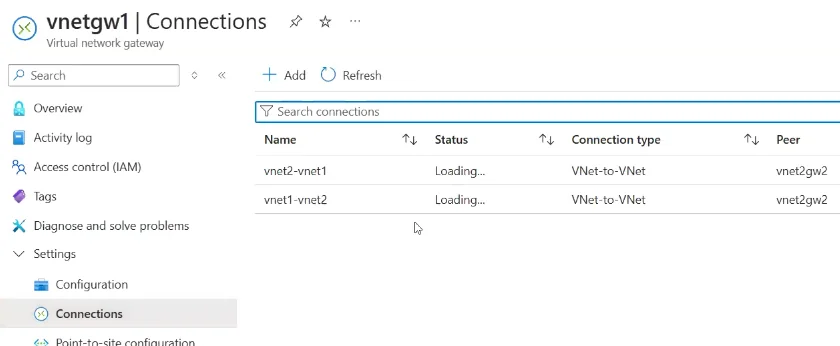 vnetgw1 | Connections
Virtual network gateway
Search
Add
Refresh
Overview
Search connections
Activity log
Name Status Connection type Peer
Access control (IAM)
vnet2-vnet1 Loading... VNet-to-VNet vnet2gw2
Tags
vnet1-vnet2 Loading... VNet-to-VNet vnet2gw2
Diagnose and solve problems
Settings
Configuration
Connections
Point-to-site configuration